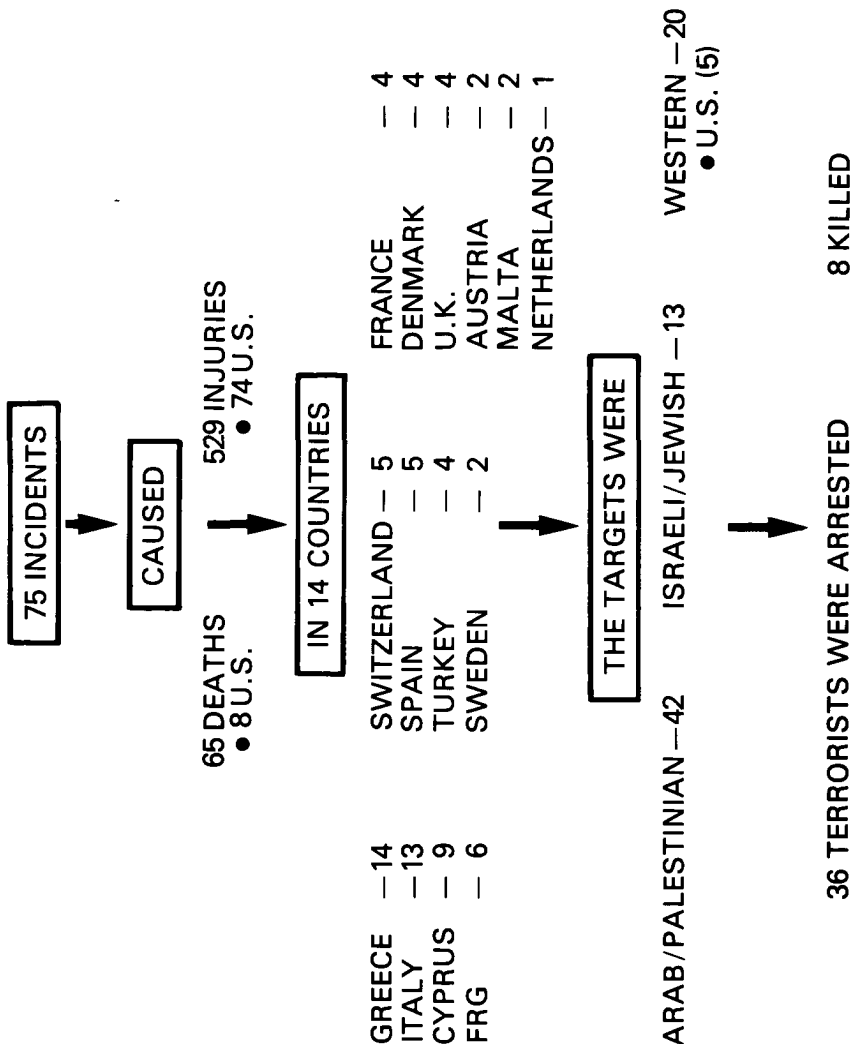 75 INCIDENTS
CAUSED
65 DEATHS
• 8 U.S.
529 INJURIES
• 74 U.S.
IN 14 COUNTRIES
GREECE —14
ITALY —13
CYPRUS — 9
FRG — 6
SWITZERLAND — 5
SPAIN — 5
TURKEY — 4
SWEDEN — 2
FRANCE — 4
DENMARK — 4
U.K. — 4
AUSTRIA — 2
MALTA — 2
NETHERLANDS — 1
THE TARGETS WERE
ARAB/PALESTINIAN —42
ISRAELI/JEWISH —13
WESTERN —20
• U.S. (5)
36 TERRORISTS WERE ARRESTED
8 KILLED